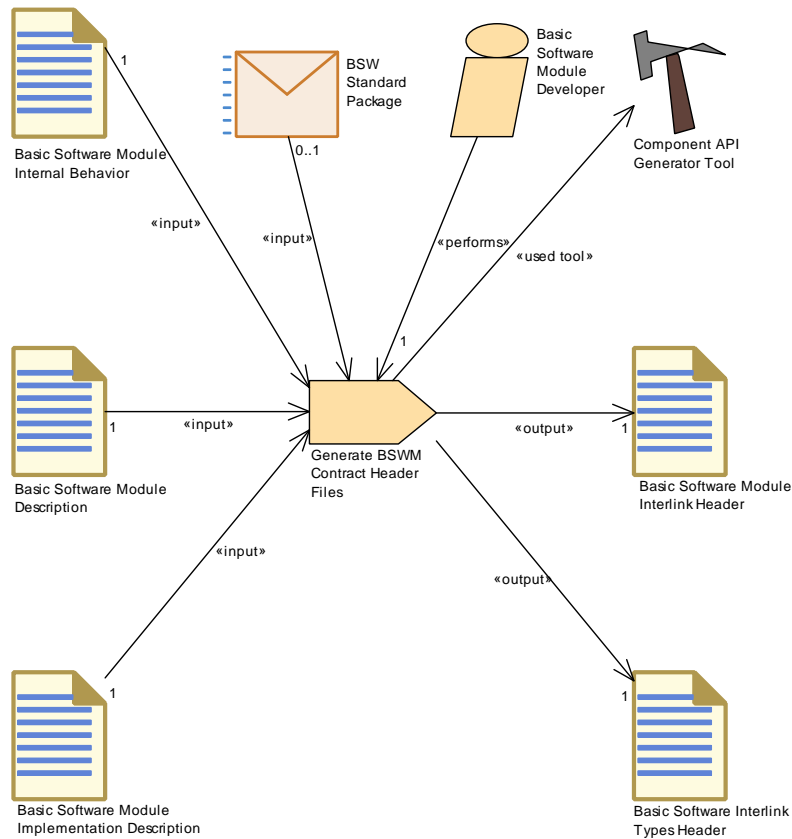 1
BSW
Standard
Package
Basic
Software
Module
Developer
Component API
Generator Tool
Basic Software Module
Internal Behavior
0..1
«input»
«input»
«performs»
«used tool»
1
1
«input»
Generate BSWM
Contract Header
Files
«output»
1
Basic Software Module
Description
Basic Software Module
Interlink Header
«input»
«output»
1
1
Basic Software Module
Implementation Description
Basic Software Interlink
Types Header